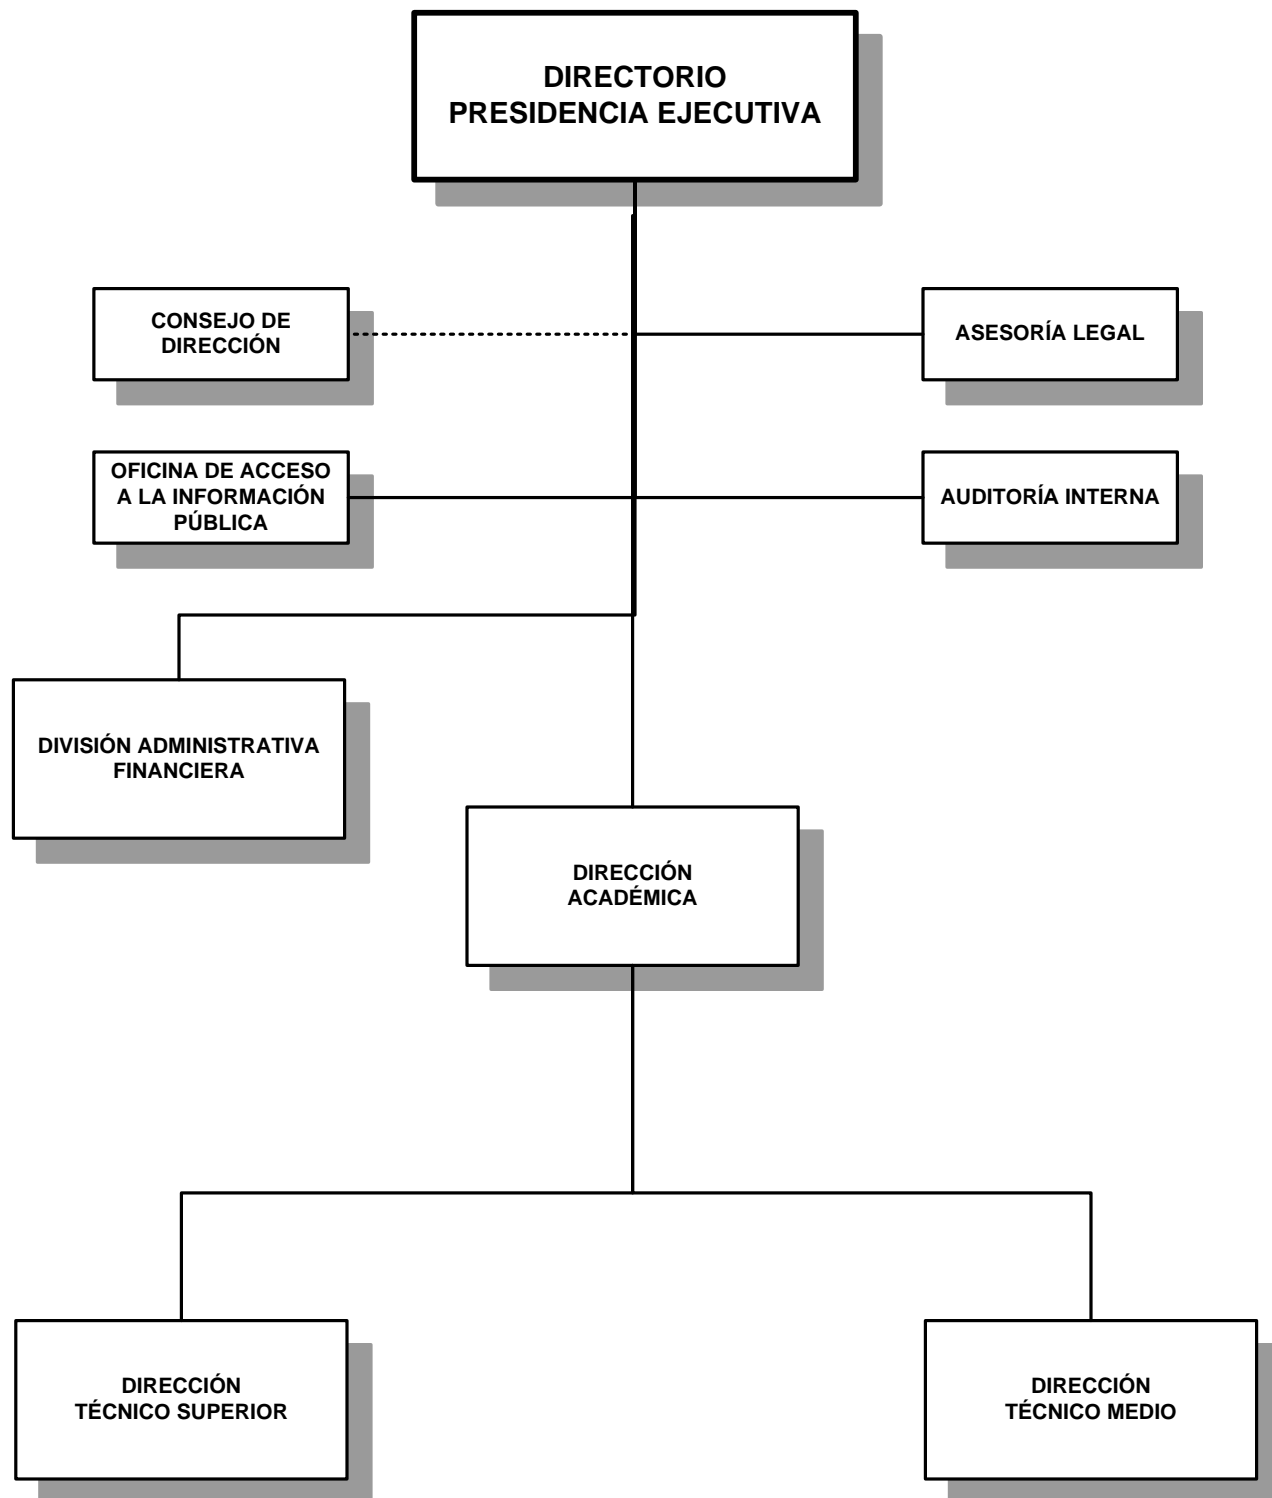 DIRECTORIO
PRESIDENCIA EJECUTIVA
CONSEJO DE
DIRECCIÓN
ASESORÍA LEGAL
OFICINA DE ACCESO
A LA INFORMACIÓN
PÚBLICA
AUDITORÍA INTERNA
DIVISIÓN ADMINISTRATIVA
FINANCIERA
DIRECCIÓN
ACADÉMICA
DIRECCIÓN
TÉCNICO SUPERIOR
DIRECCIÓN
TÉCNICO MEDIO